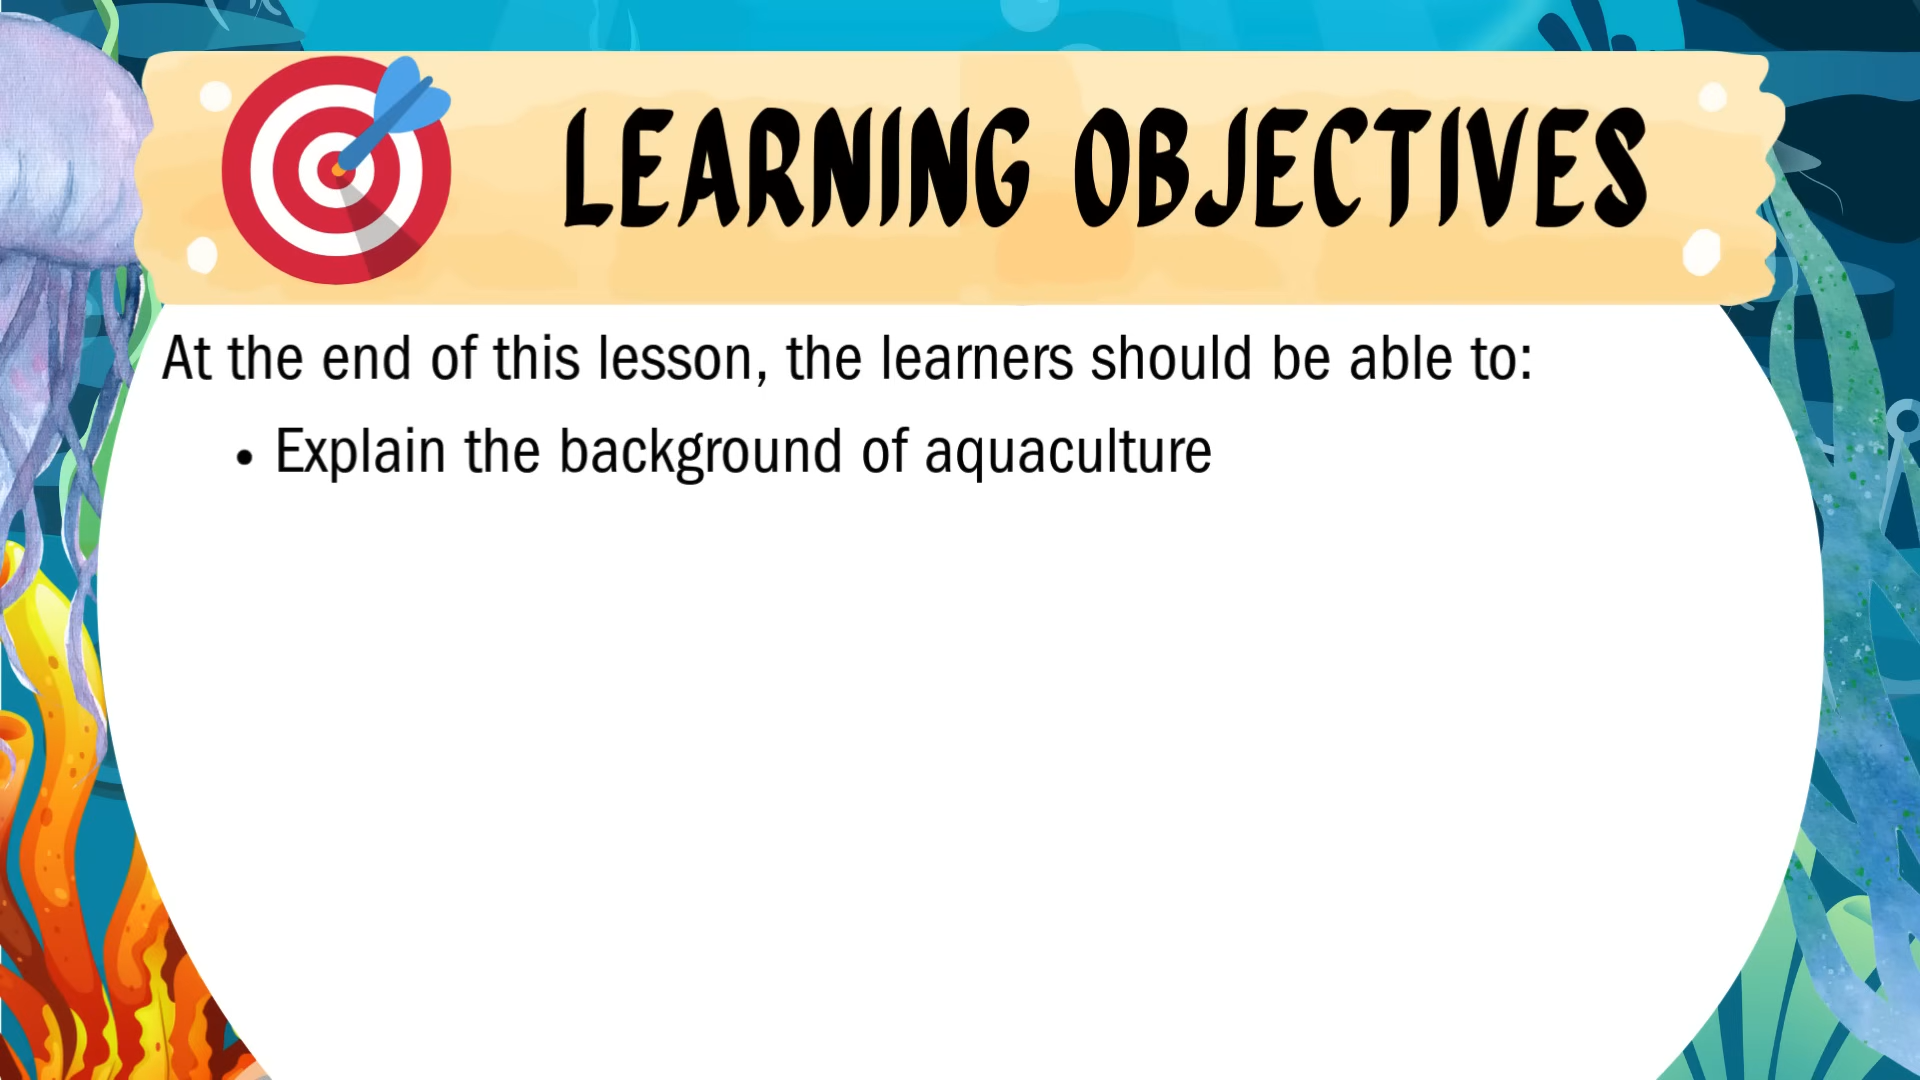 LEARNING OBJECTIVES
At the end of this lesson, the learners should be able to:
• Explain the background of aquaculture